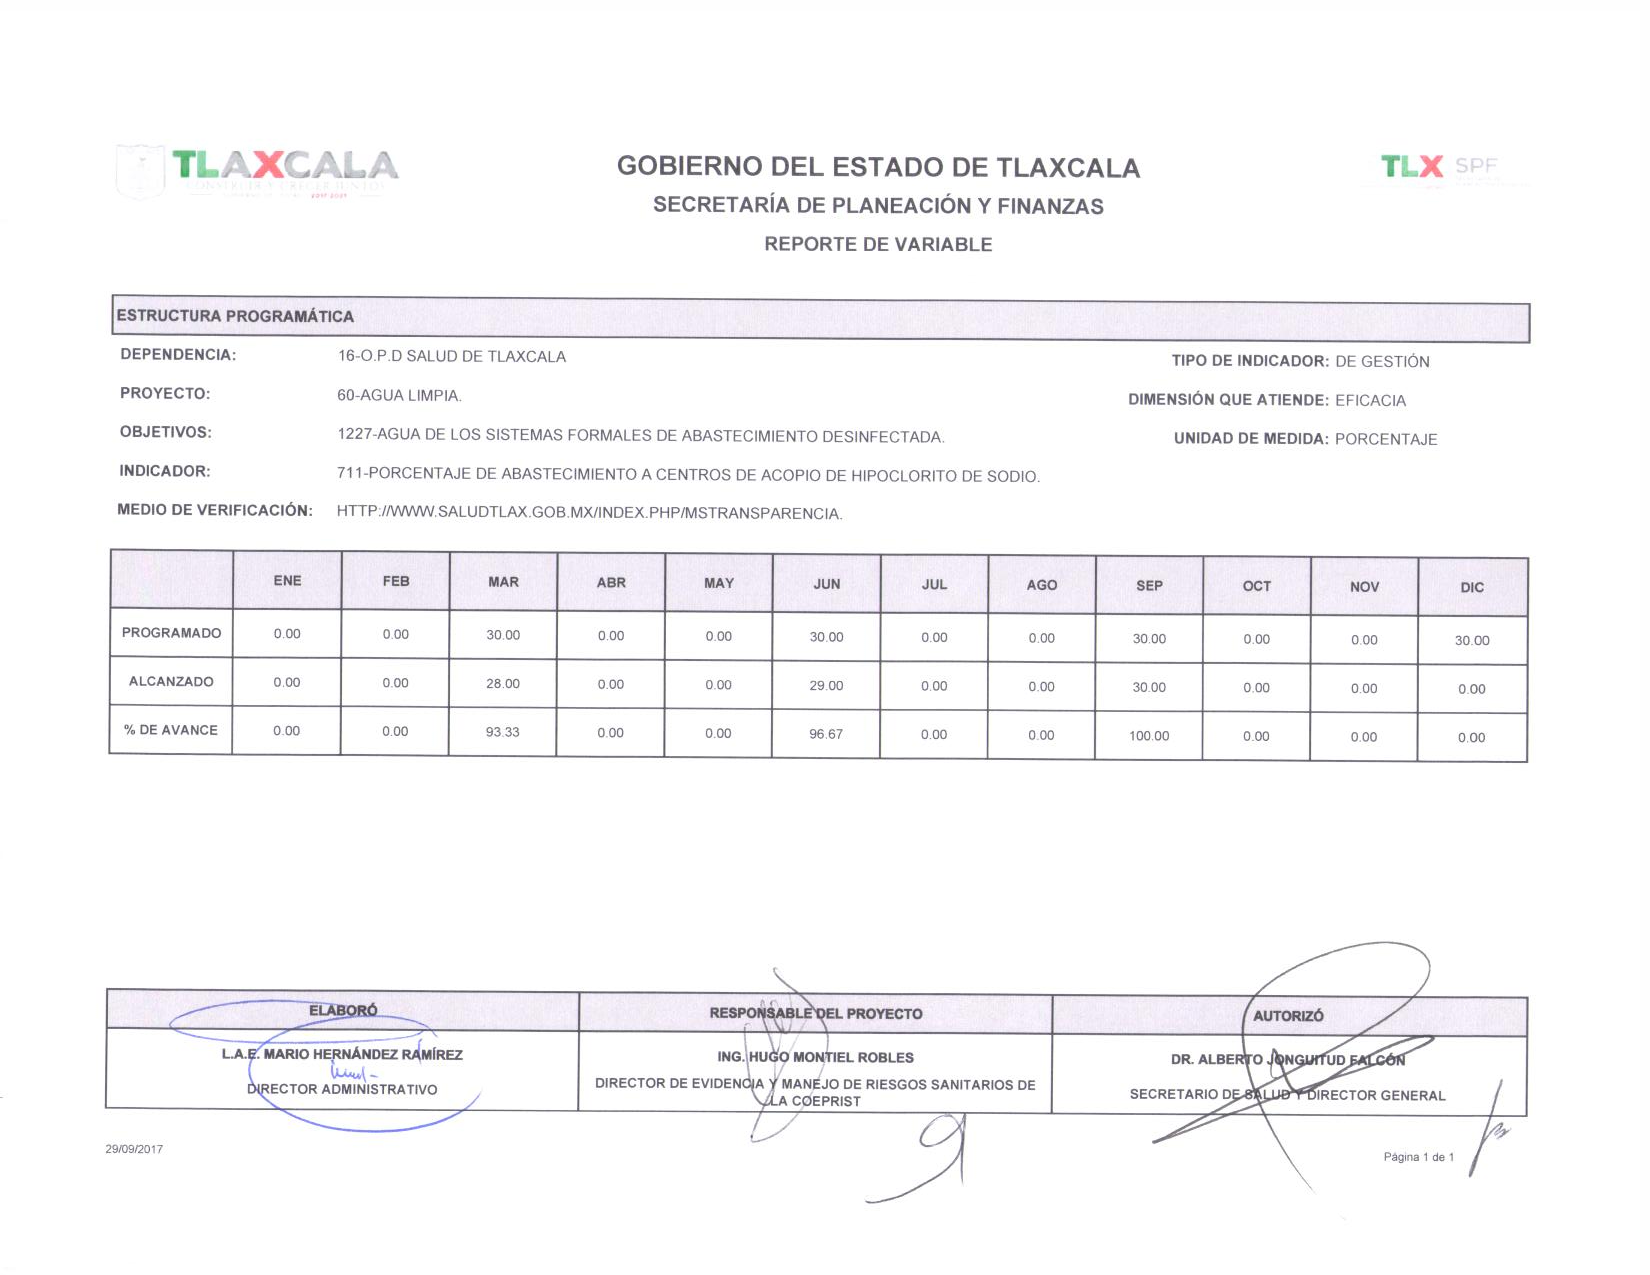 TLAXCALA
CONSTRUIR Y CRECER JUNTOS
2017-2021
GOBIERNO DEL ESTADO DE TLAXCALA
SECRETARÍA DE PLANEACIÓN Y FINANZAS
REPORTE DE VARIABLE
TLX SPF
ESTRUCTURA PROGRAMÁTICA
DEPENDENCIA: 16-O.P.D SALUD DE TLAXCALA TIPO DE INDICADOR: DE GESTIÓN
PROYECTO: 60-AGUA LIMPIA. DIMENSIÓN QUE ATIENDE: EFICACIA
OBJETIVOS: 1227-AGUA DE LOS SISTEMAS FORMALES DE ABASTECIMIENTO DESINFECTADA. UNIDAD DE MEDIDA: PORCENTAJE
INDICADOR: 711-PORCENTAJE DE ABASTECIMIENTO A CENTROS DE ACOPIO DE HIPOCLORITO DE SODIO.
MEDIO DE VERIFICACIÓN: HTTP://WWW.SALUDTLAX.GOB.MX/INDEX.PHP/MSTRANSPARENCIA.
ENE FEB MAR ABR MAY JUN JUL AGO SEP OCT NOV DIC
PROGRAMADO 0.00 0.00 30.00 0.00 0.00 30.00 0.00 0.00 30.00 0.00 0.00 30.00
ALCANZADO 0.00 0.00 28.00 0.00 0.00 29.00 0.00 0.00 30.00 0.00 0.00 0.00
% DE AVANCE 0.00 0.00 93.33 0.00 0.00 96.67 0.00 0.00 100.00 0.00 0.00 0.00
ELABORÓ RESPONSABLE DEL PROYECTO AUTORIZÓ
L.A.E. MARIO HERNÁNDEZ RAMÍREZ ING. HUGO MONTIEL ROBLES DR. ALBERTO JONGUITUD FALCÓN
DIRECTOR ADMINISTRATIVO DIRECTOR DE EVIDENCIA Y MANEJO DE RIESGOS SANITARIOS DE SECRETARIO DE SALUD Y DIRECTOR GENERAL
LA COEPRIST
29/09/2017 Página 1 de 1